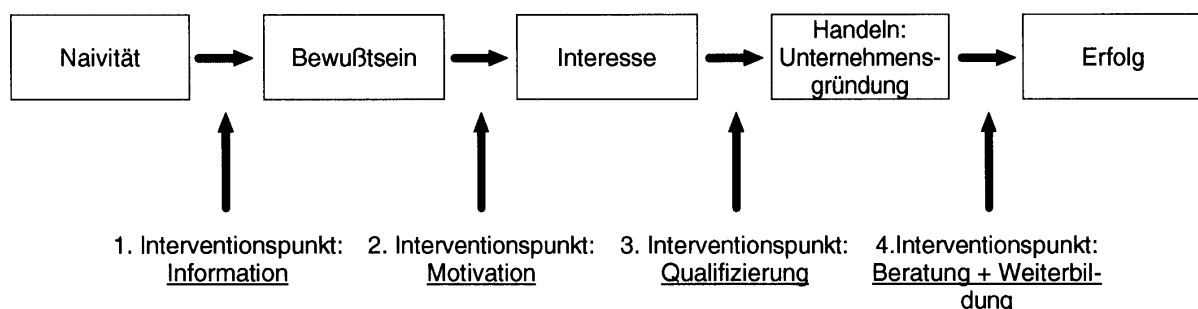 Naivität
Bewußtsein
Interesse
Handeln:
Unternehmens-
gründung
Erfolg
1. Interventionspunkt:
Information
2. Interventionspunkt:
Motivation
3. Interventionspunkt:
Qualifizierung
4.Interventionspunkt:
Beratung + Weiterbil-
dung